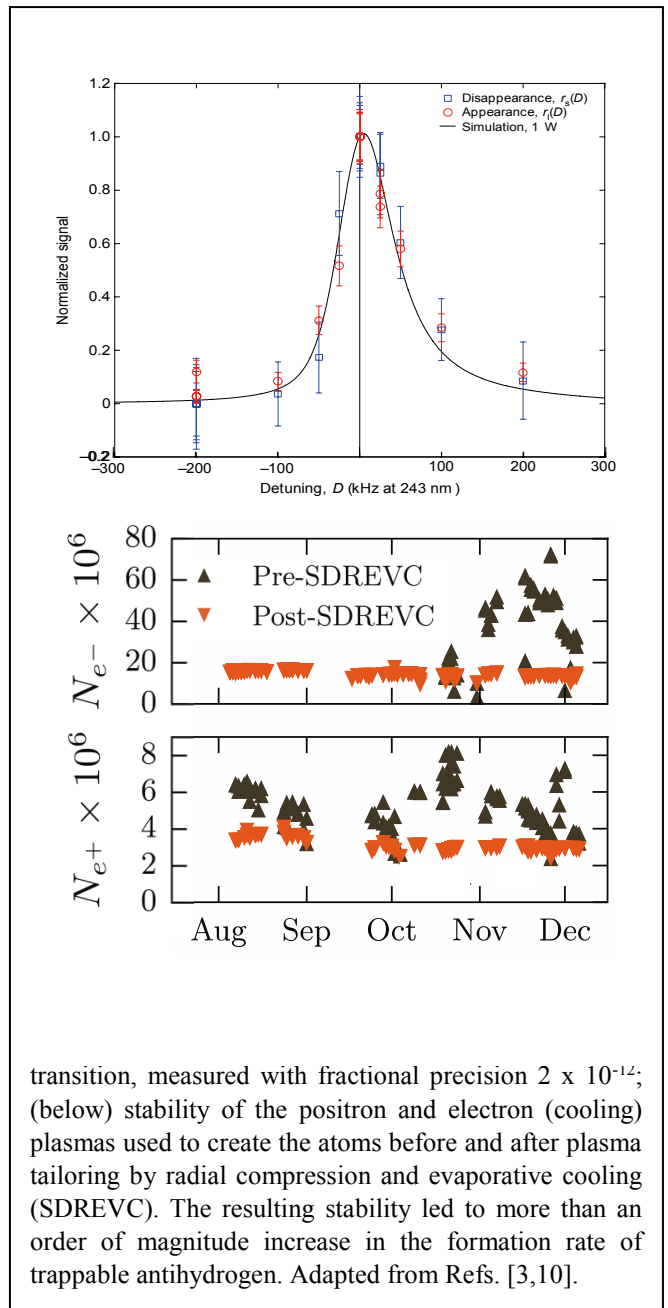 1.2
1.0
0.8
0.6
0.4
0.2
0
–0.2
Normalized signal
Disappearance, rₛ(D)
Appearance, rₗ(D)
Simulation, 1 W
–300 –200 –100 0 100 200 300
Detuning, D (kHz at 243 nm )
80
60
40
20
0
N_{e−} × 10⁶
Pre-SDREVC
Post-SDREVC
8
6
4
2
0
N_{e+} × 10⁶
Aug Sep Oct Nov Dec
transition, measured with fractional precision 2 x 10⁻¹²;
(below) stability of the positron and electron (cooling)
plasmas used to create the atoms before and after plasma
tailoring by radial compression and evaporative cooling
(SDREVC). The resulting stability led to more than an
order of magnitude increase in the formation rate of
trappable antihydrogen. Adapted from Refs. [3,10].